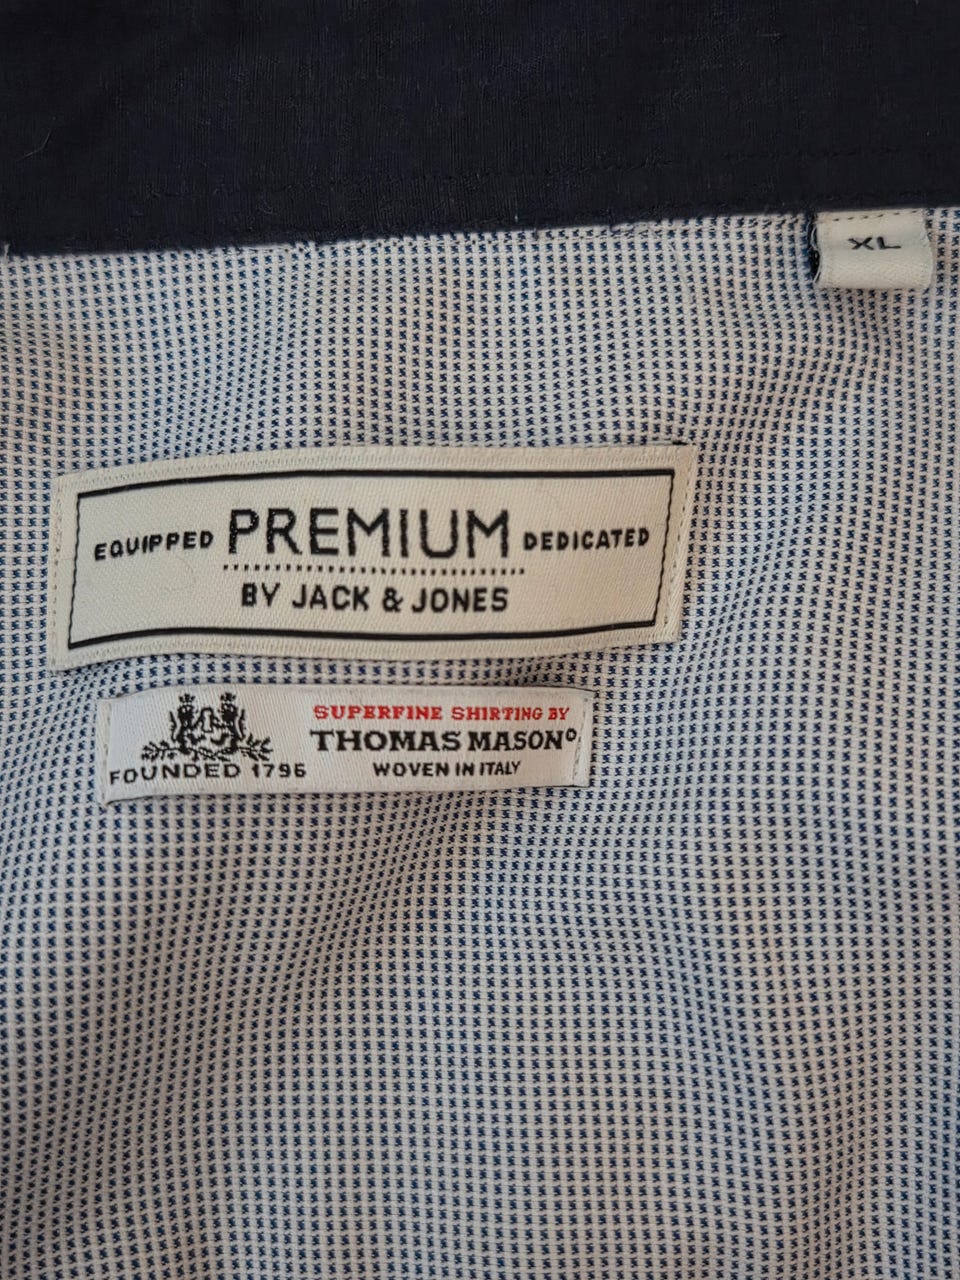 XL
EQUIPPED PREMIUM DEDICATED
BY JACK & JONES
SUPERFINE SHIRTING BY
THOMAS MASON®
FOUNDED 1796
WOVEN IN ITALY